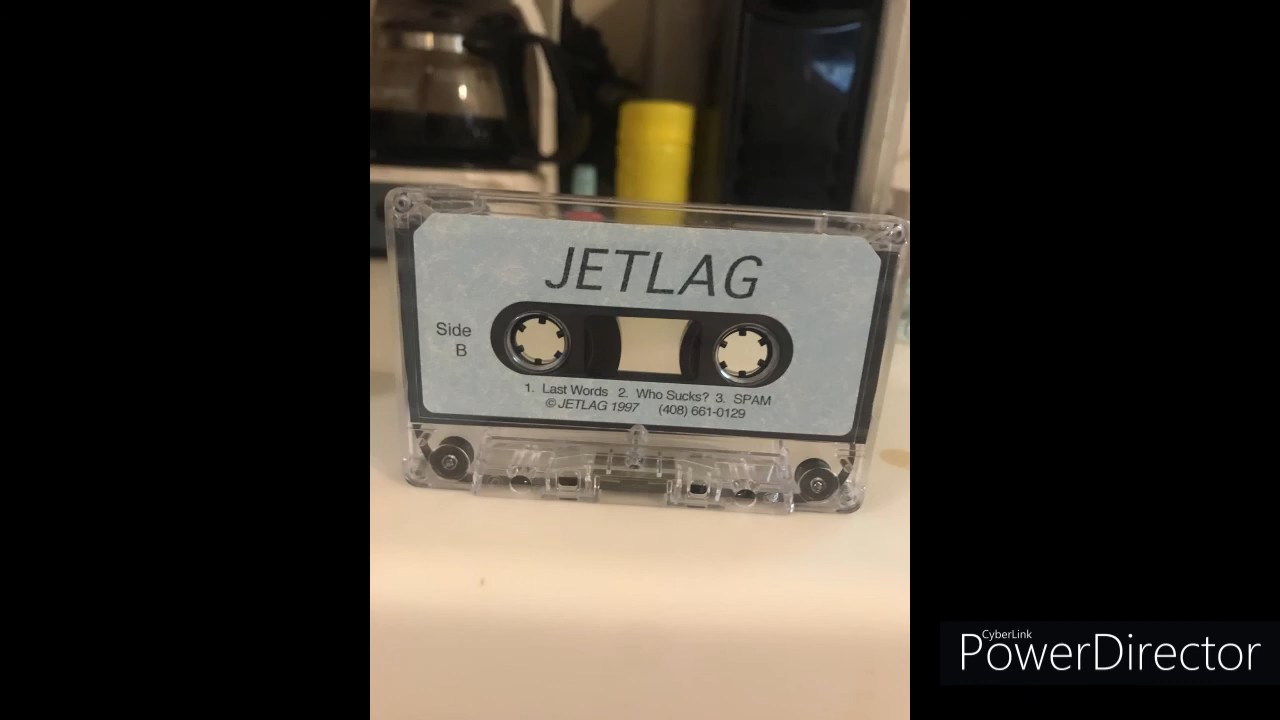 JETLAG
Side
B
1. Last Words 2. Who Sucks? 3. SPAM
© JETLAG 1997 (408) 661-0129
CyberLink
PowerDirector